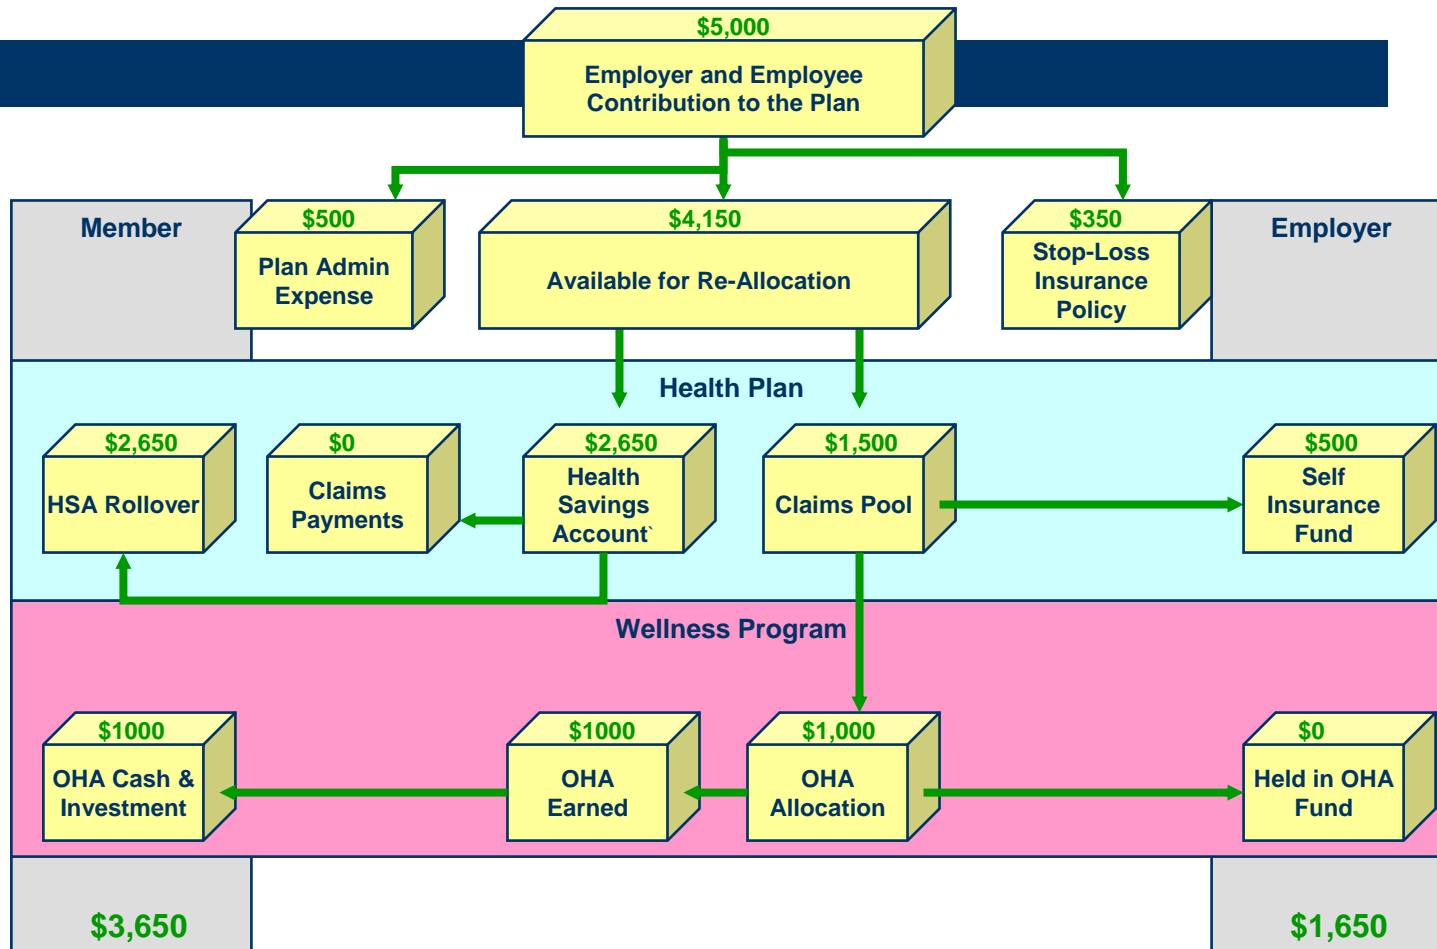 $5,000
Employer and Employee
Contribution to the Plan
Member
$500
Plan Admin
Expense
$4,150
Available for Re-Allocation
$350
Stop-Loss
Insurance
Policy
Employer
Health Plan
$2,650
HSA Rollover
$0
Claims
Payments
$2,650
Health
Savings
Account`
$1,500
Claims Pool
$500
Self
Insurance
Fund
Wellness Program
$1000
OHA Cash &
Investment
$1000
OHA
Earned
$1,000
OHA
Allocation
$0
Held in OHA
Fund
$3,650
$1,650